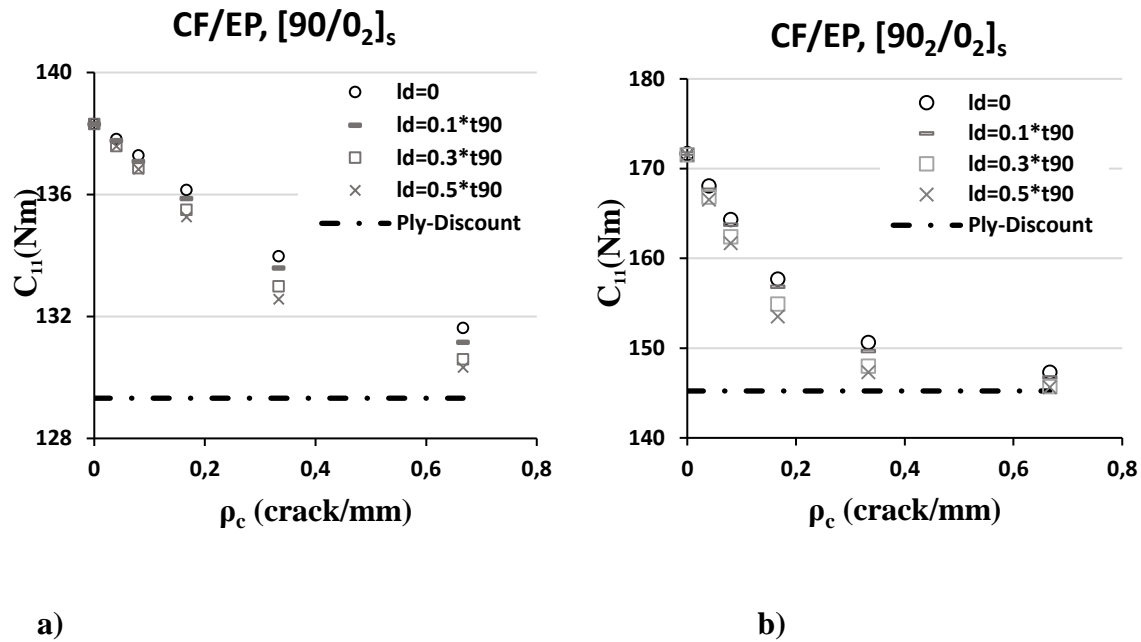 CF/EP, [90/0₂]ₛ
140
136
132
128
C₁₁(Nm)
ld=0
ld=0.1*t90
ld=0.3*t90
ld=0.5*t90
Ply-Discount
0 0,2 0,4 0,6 0,8
ρ_c (crack/mm)
a)
CF/EP, [90₂/0₂]ₛ
180
170
160
150
140
C₁₁ (Nm)
ld=0
ld=0.1*t90
ld=0.3*t90
ld=0.5*t90
Ply-Discount
0 0,2 0,4 0,6 0,8
ρ_c (crack/mm)
b)